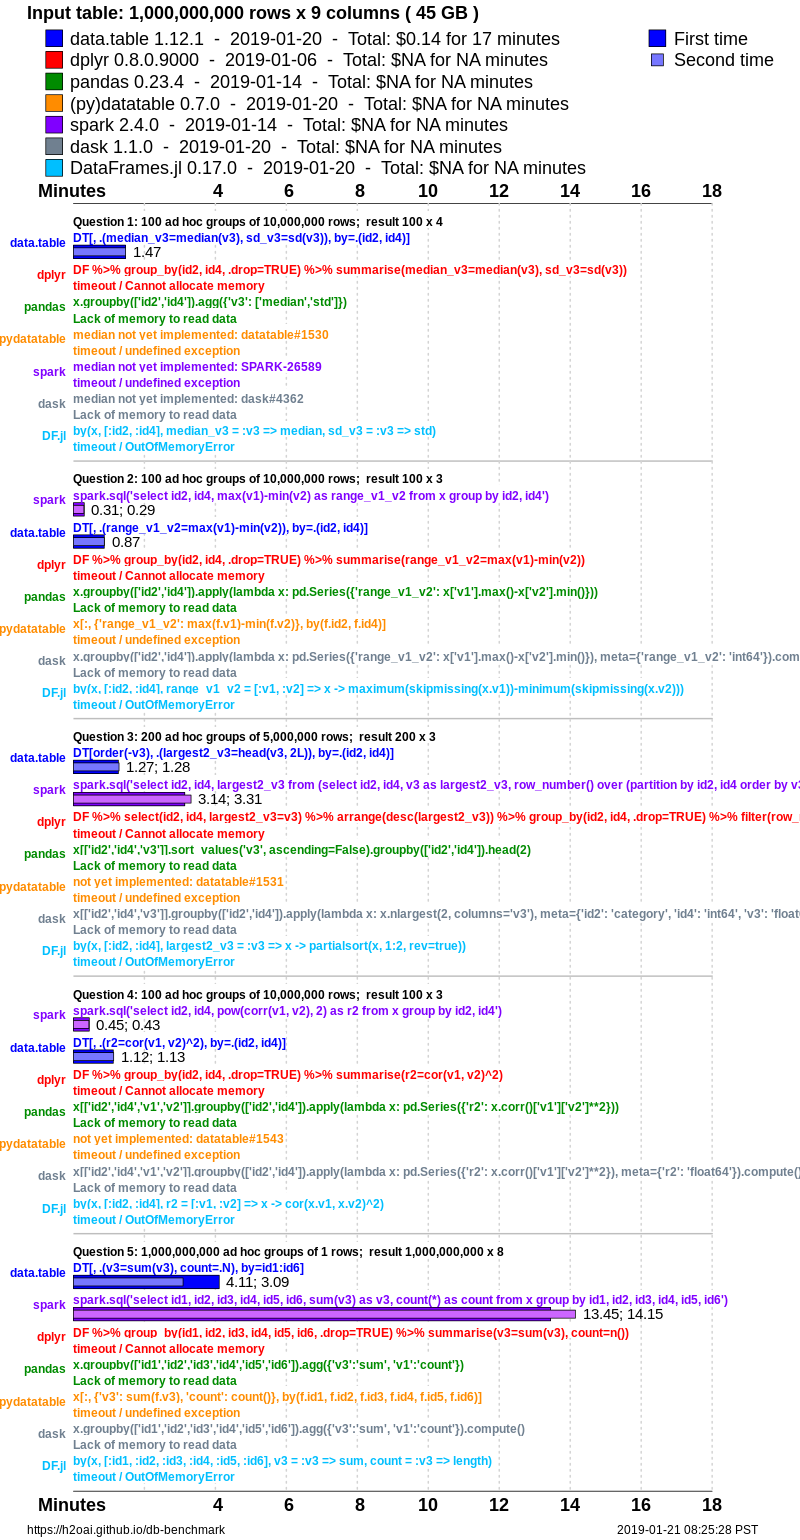 Input table: 1,000,000,000 rows x 9 columns ( 45 GB )
data.table 1.12.1 - 2019-01-20 - Total: $0.14 for 17 minutes
First time
dplyr 0.8.0.9000 - 2019-01-06 - Total: $NA for NA minutes
Second time
pandas 0.23.4 - 2019-01-14 - Total: $NA for NA minutes
(py)datatable 0.7.0 - 2019-01-20 - Total: $NA for NA minutes
spark 2.4.0 - 2019-01-14 - Total: $NA for NA minutes
dask 1.1.0 - 2019-01-20 - Total: $NA for NA minutes
DataFrames.jl 0.17.0 - 2019-01-20 - Total: $NA for NA minutes
Minutes 4 6 8 10 12 14 16 18
Question 1: 100 ad hoc groups of 10,000,000 rows; result 100 x 4
data.table DT[, .(median_v3=median(v3), sd_v3=sd(v3)), by=.(id2, id4)]
1.47
dplyr DF %>% group_by(id2, id4, .drop=TRUE) %>% summarise(median_v3=median(v3), sd_v3=sd(v3))
timeout / Cannot allocate memory
pandas x.groupby(['id2','id4']).agg({'v3': ['median','std']})
Lack of memory to read data
pydatatable median not yet implemented: datatable#1530
timeout / undefined exception
spark median not yet implemented: SPARK-26589
timeout / undefined exception
dask median not yet implemented: dask#4362
Lack of memory to read data
DF.jl by(x, [:id2, :id4], median_v3 = :v3 => median, sd_v3 = :v3 => std)
timeout / OutOfMemoryError
Question 2: 100 ad hoc groups of 10,000,000 rows; result 100 x 3
spark spark.sql('select id2, id4, max(v1)-min(v2) as range_v1_v2 from x group by id2, id4')
0.31; 0.29
data.table DT[, .(range_v1_v2=max(v1)-min(v2)), by=.(id2, id4)]
0.87
dplyr DF %>% group_by(id2, id4, .drop=TRUE) %>% summarise(range_v1_v2=max(v1)-min(v2))
timeout / Cannot allocate memory
pandas x.groupby(['id2','id4']).apply(lambda x: pd.Series({'range_v1_v2': x['v1'].max()-x['v2'].min()}))
Lack of memory to read data
pydatatable x[:, {'range_v1_v2': max(f.v1)-min(f.v2)}, by(f.id2, f.id4)]
timeout / undefined exception
dask x.groupby(['id2','id4']).apply(lambda x: pd.Series({'range_v1_v2': x['v1'].max()-x['v2'].min()}), meta={'range_v1_v2': 'int64'}).com
Lack of memory to read data
DF.jl by(x, [:id2, :id4], range_v1_v2 = [:v1, :v2] => x -> maximum(skipmissing(x.v1))-minimum(skipmissing(x.v2)))
timeout / OutOfMemoryError
Question 3: 200 ad hoc groups of 5,000,000 rows; result 200 x 3
data.table DT[order(-v3), .(largest2_v3=head(v3, 2L)), by=.(id2, id4)]
1.27; 1.28
spark spark.sql('select id2, id4, largest2_v3 from (select id2, id4, v3 as largest2_v3, row_number() over (partition by id2, id4 order by v3
3.14; 3.31
dplyr DF %>% select(id2, id4, largest2_v3=v3) %>% arrange(desc(largest2_v3)) %>% group_by(id2, id4, .drop=TRUE) %>% filter(row_
timeout / Cannot allocate memory
pandas x[['id2','id4','v3']].sort_values('v3', ascending=False).groupby(['id2','id4']).head(2)
Lack of memory to read data
pydatatable not yet implemented: datatable#1531
timeout / undefined exception
dask x[['id2','id4','v3']].groupby(['id2','id4']).apply(lambda x: x.nlargest(2, columns='v3'), meta={'id2': 'category', 'id4': 'int64', 'v3': 'float
Lack of memory to read data
DF.jl by(x, [:id2, :id4], largest2_v3 = :v3 => x -> partialsort(x, 1:2, rev=true))
timeout / OutOfMemoryError
Question 4: 100 ad hoc groups of 10,000,000 rows; result 100 x 3
spark spark.sql('select id2, id4, pow(corr(v1, v2), 2) as r2 from x group by id2, id4')
0.45; 0.43
data.table DT[, .(r2=cor(v1, v2)^2), by=.(id2, id4)]
1.12; 1.13
dplyr DF %>% group_by(id2, id4, .drop=TRUE) %>% summarise(r2=cor(v1, v2)^2)
timeout / Cannot allocate memory
pandas x[['id2','id4','v1','v2']].groupby(['id2','id4']).apply(lambda x: pd.Series({'r2': x.corr()['v1']['v2']**2}))
Lack of memory to read data
pydatatable not yet implemented: datatable#1543
timeout / undefined exception
dask x[['id2','id4','v1','v2']].groupby(['id2','id4']).apply(lambda x: pd.Series({'r2': x.corr()['v1']['v2']**2}), meta={'r2': 'float64'}).compute()
Lack of memory to read data
DF.jl by(x, [:id2, :id4], r2 = [:v1, :v2] => x -> cor(x.v1, x.v2)^2)
timeout / OutOfMemoryError
Question 5: 1,000,000,000 ad hoc groups of 1 rows; result 1,000,000,000 x 8
data.table DT[, .(v3=sum(v3), count=.N), by=id1:id6]
4.11; 3.09
spark spark.sql('select id1, id2, id3, id4, id5, id6, sum(v3) as v3, count(*) as count from x group by id1, id2, id3, id4, id5, id6')
13.45; 14.15
dplyr DF %>% group_by(id1, id2, id3, id4, id5, id6, .drop=TRUE) %>% summarise(v3=sum(v3), count=n())
timeout / Cannot allocate memory
pandas x.groupby(['id1','id2','id3','id4','id5','id6']).agg({'v3':'sum', 'v1':'count'})
Lack of memory to read data
pydatatable x[:, {'v3': sum(f.v3), 'count': count()}, by(f.id1, f.id2, f.id3, f.id4, f.id5, f.id6)]
timeout / undefined exception
dask x.groupby(['id1','id2','id3','id4','id5','id6']).agg({'v3':'sum', 'v1':'count'}).compute()
Lack of memory to read data
DF.jl by(x, [:id1, :id2, :id3, :id4, :id5, :id6], v3 = :v3 => sum, count = :v3 => length)
timeout / OutOfMemoryError
Minutes 4 6 8 10 12 14 16 18
https://h2oai.github.io/db-benchmark
2019-01-21 08:25:28 PST